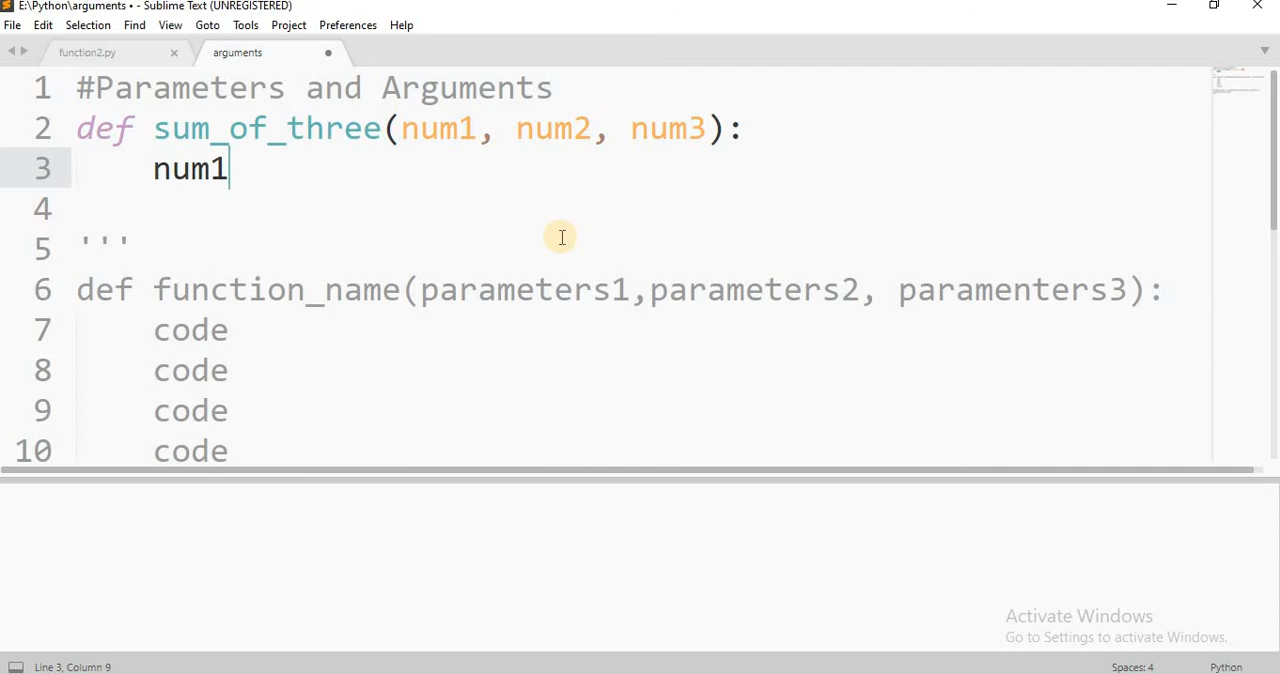 E:\Python\arguments • - Sublime Text (UNREGISTERED)
File Edit Selection Find View Goto Tools Project Preferences Help
function2.py arguments
1 #Parameters and Arguments
2 def sum_of_three(num1, num2, num3):
3 num1
4
5 '''
6 def function_name(parameters1,parameters2, paramenters3):
7 code
8 code
9 code
10 code
Activate Windows
Go to Settings to activate Windows.
Line 3, Column 9 Spaces: 4 Python